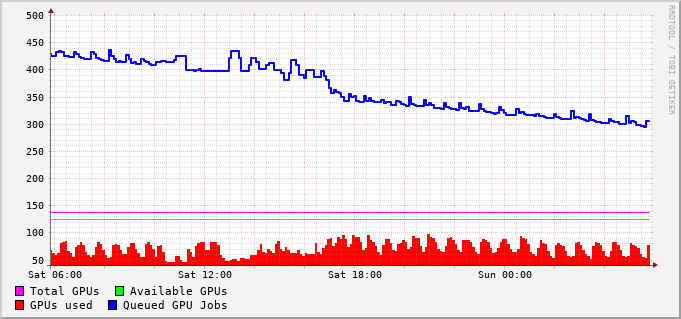 500
450
400
350
300
250
200
150
100
50
Sat 06:00 Sat 12:00 Sat 18:00 Sun 00:00
Total GPUs Available GPUs
GPUs used Queued GPU Jobs
RRDTOOL / TOBI OETIKER